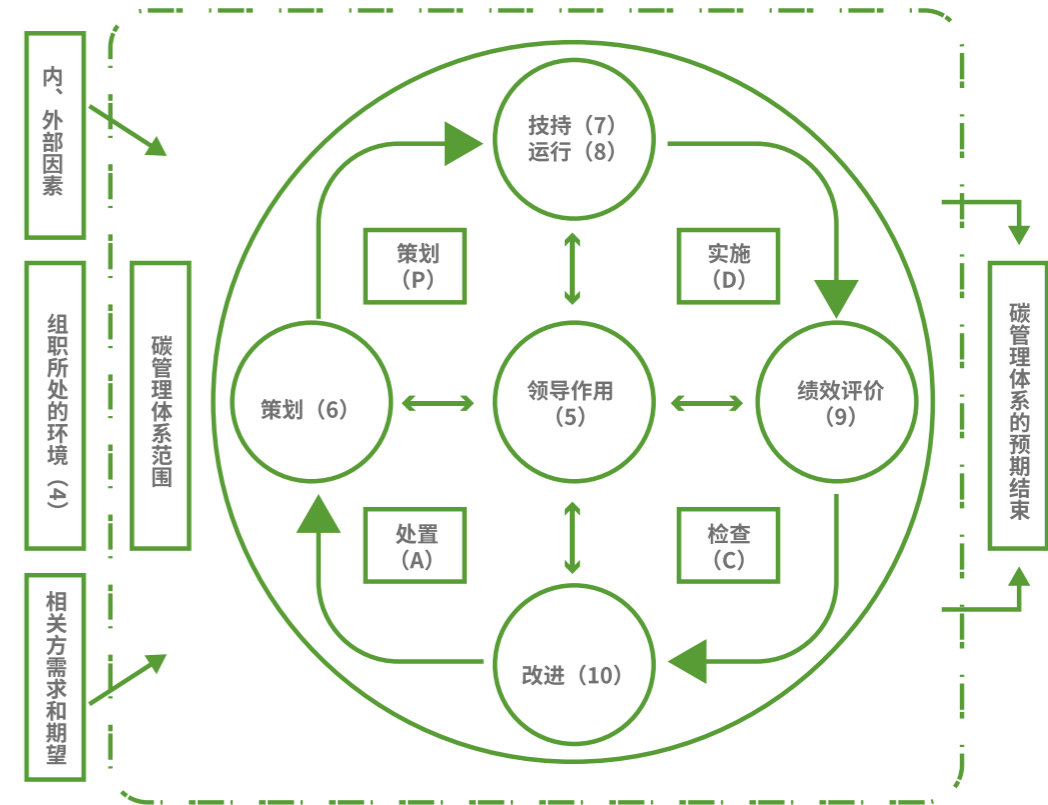 内、外部因素
组职所处的环境（4）
相关方需求和期望
碳管理体系范围
技持（7）
运行（8）
策划
（P）
实施
（D）
策划（6）
领导作用
（5）
绩效评价
（9）
处置
（A）
检查
（C）
改进（10）
碳管理体系的预期结束